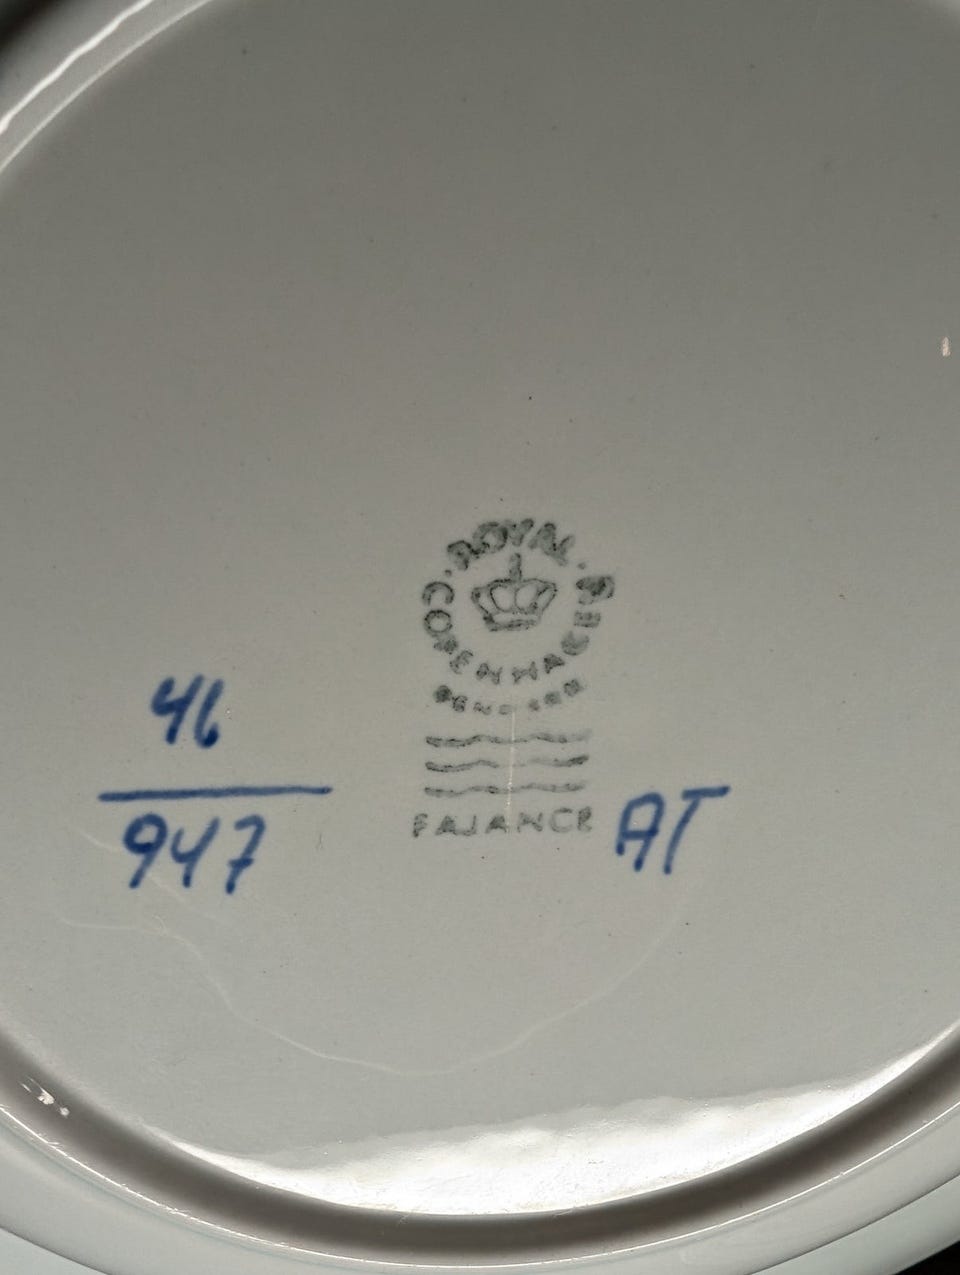 ROYAL
COPENHAGEN
DENMARK
FAJANCE
46
947
AT